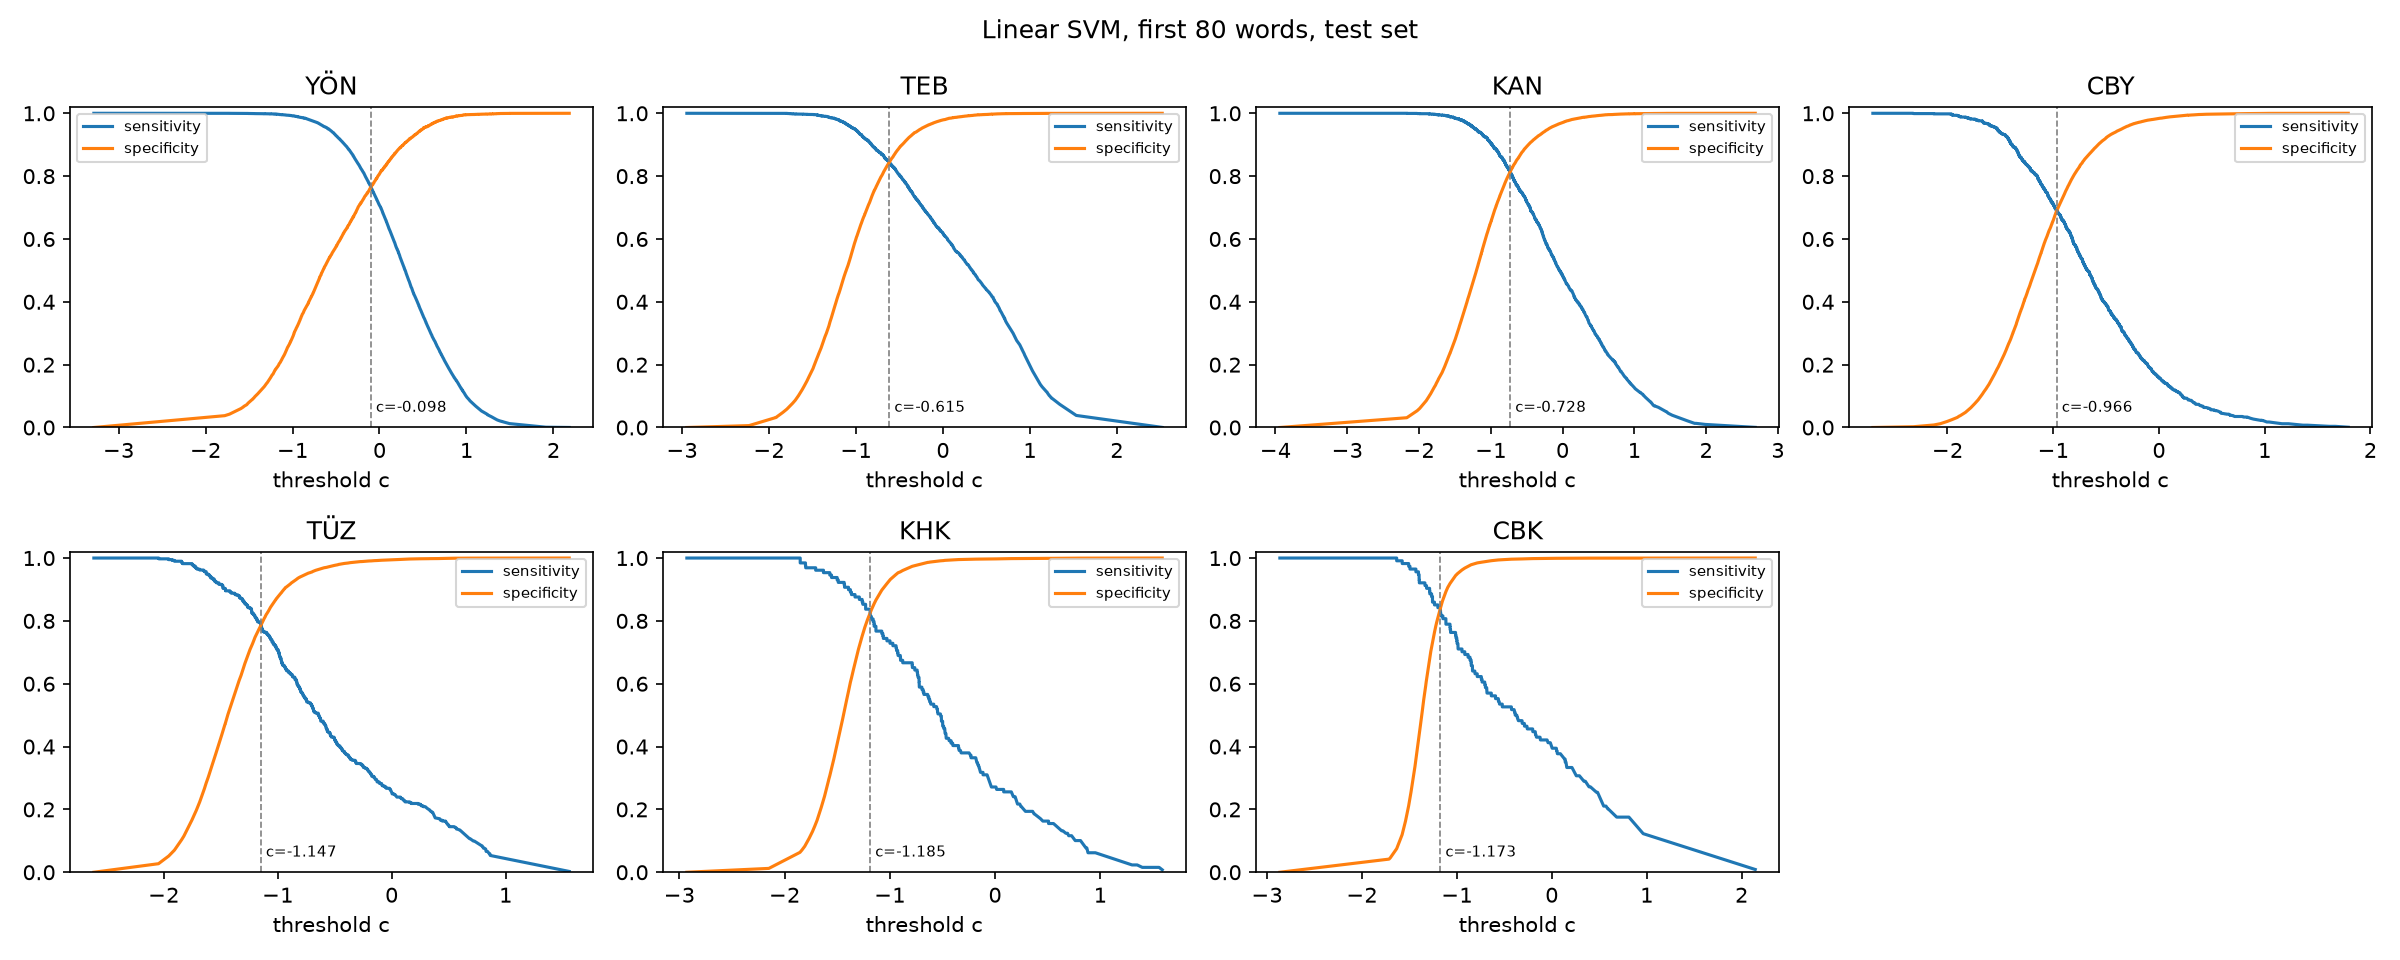 Linear SVM, first 80 words, test set
YÖN
1.0
0.8
0.6
0.4
0.2
0.0
sensitivity
specificity
c=-0.098
−3 −2 −1 0 1 2
threshold c
TEB
1.0
0.8
0.6
0.4
0.2
0.0
sensitivity
specificity
c=-0.615
−3 −2 −1 0 1 2
threshold c
KAN
1.0
0.8
0.6
0.4
0.2
0.0
sensitivity
specificity
c=-0.728
−4 −3 −2 −1 0 1 2 3
threshold c
CBY
1.0
0.8
0.6
0.4
0.2
0.0
sensitivity
specificity
c=-0.966
−2 −1 0 1 2
threshold c
TÜZ
1.0
0.8
0.6
0.4
0.2
0.0
sensitivity
specificity
c=-1.147
−2 −1 0 1
threshold c
KHK
1.0
0.8
0.6
0.4
0.2
0.0
sensitivity
specificity
c=-1.185
−3 −2 −1 0 1
threshold c
CBK
1.0
0.8
0.6
0.4
0.2
0.0
sensitivity
specificity
c=-1.173
−3 −2 −1 0 1 2
threshold c